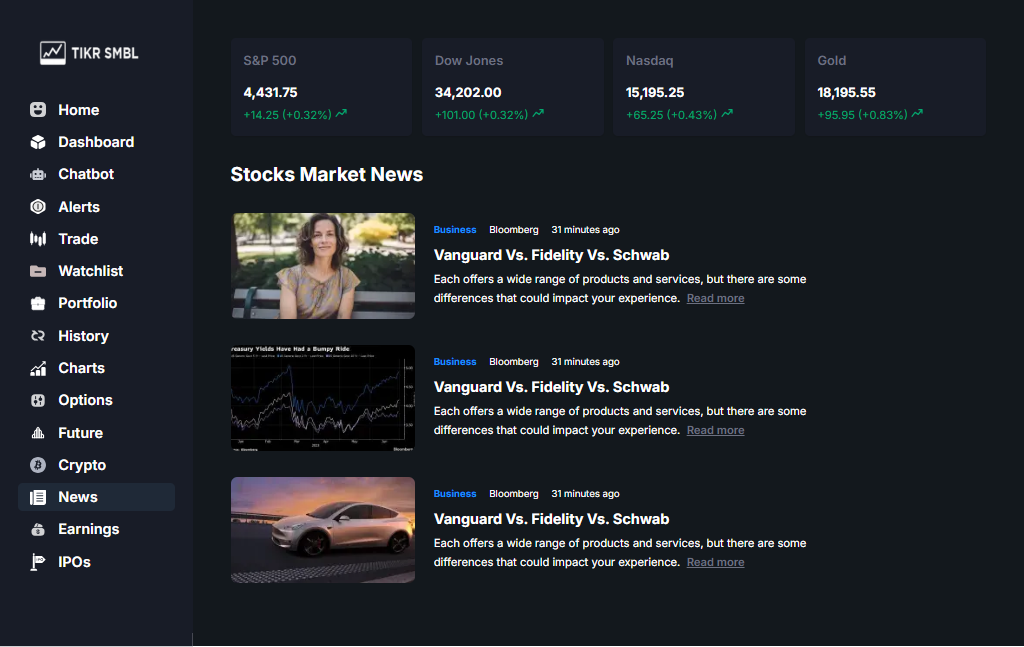 TIKR SMBL
Home
Dashboard
Chatbot
Alerts
Trade
Watchlist
Portfolio
History
Charts
Options
Future
Crypto
News
Earnings
IPOs
S&P 500
4,431.75
+14.25 (+0.32%)
Dow Jones
34,202.00
+101.00 (+0.32%)
Nasdaq
15,195.25
+65.25 (+0.43%)
Gold
18,195.55
+95.95 (+0.83%)
Stocks Market News
Business Bloomberg 31 minutes ago
Vanguard Vs. Fidelity Vs. Schwab
Each offers a wide range of products and services, but there are some
differences that could impact your experience. Read more
reasury Yields Have Had a Bumpy Ride
Business Bloomberg 31 minutes ago
Vanguard Vs. Fidelity Vs. Schwab
Each offers a wide range of products and services, but there are some
differences that could impact your experience. Read more
Business Bloomberg 31 minutes ago
Vanguard Vs. Fidelity Vs. Schwab
Each offers a wide range of products and services, but there are some
differences that could impact your experience. Read more